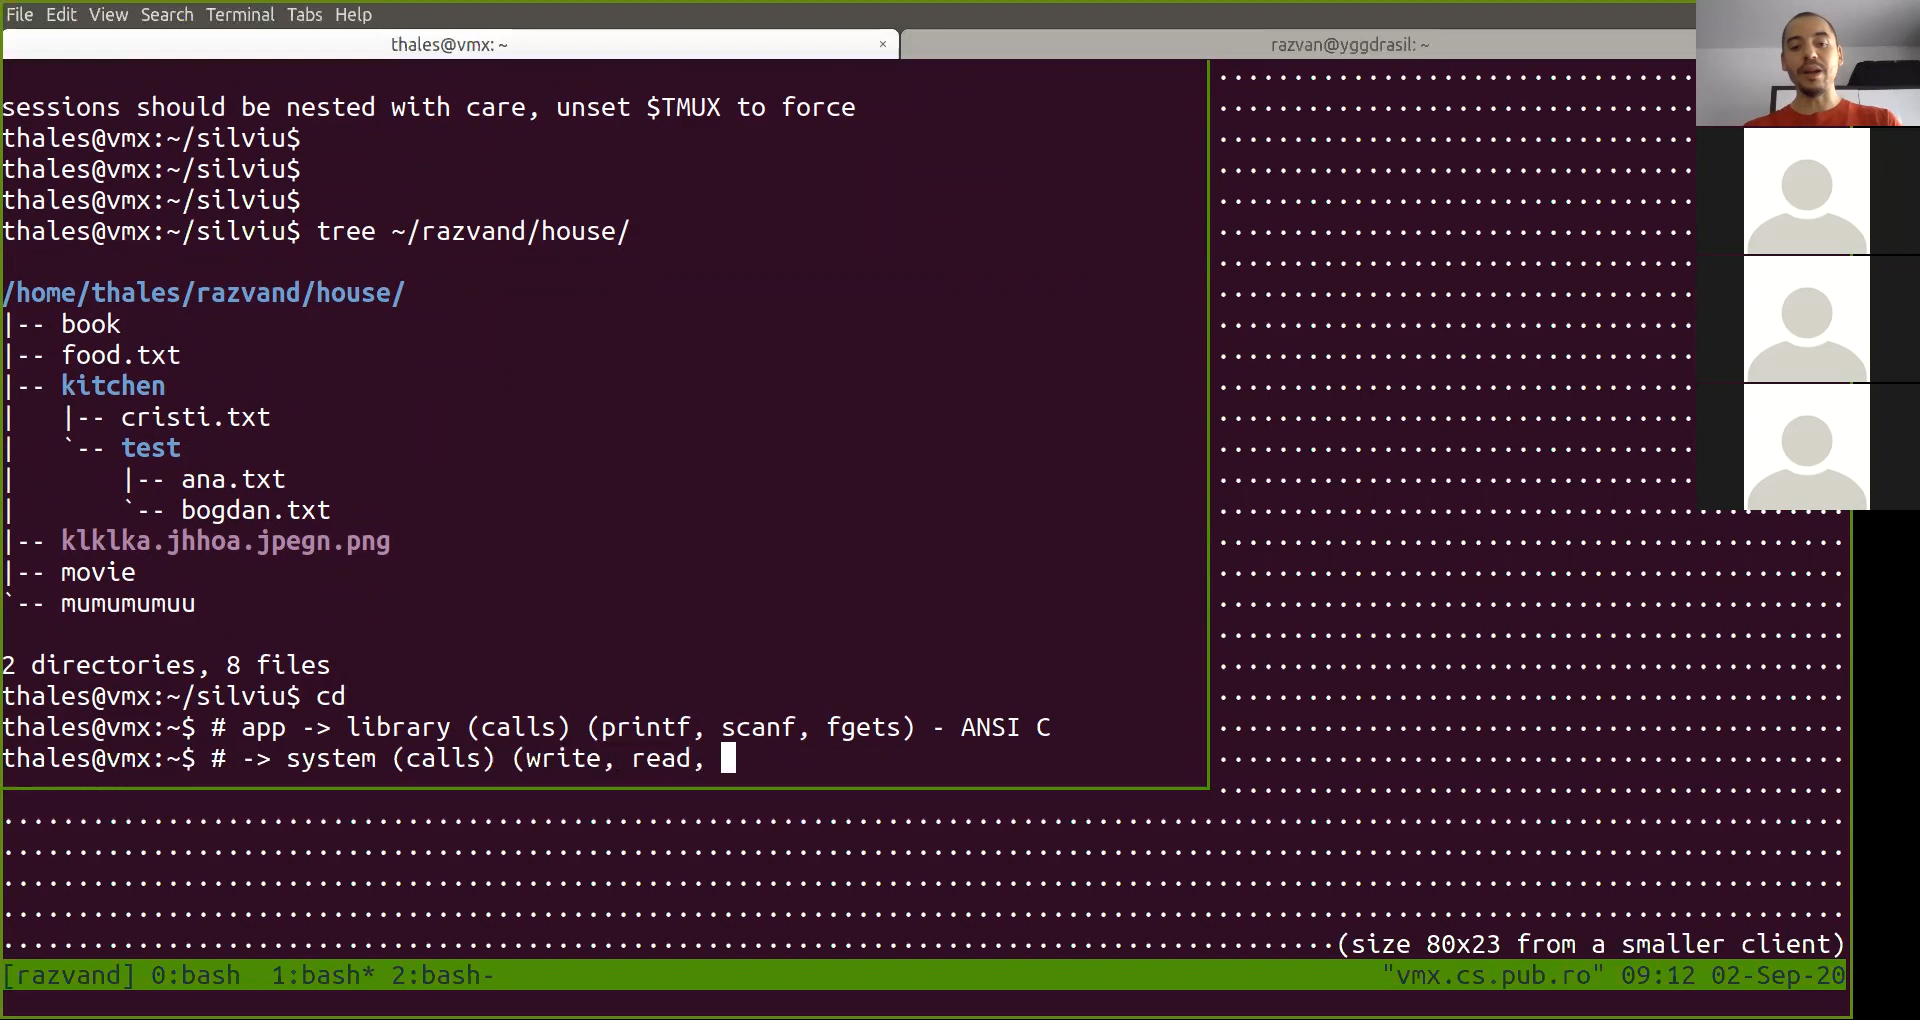 File Edit View Search Terminal Tabs Help
thales@vmx: ~ × razvan@yggdrasil: ~
sessions should be nested with care, unset $TMUX to force
thales@vmx:~/silviu$
thales@vmx:~/silviu$
thales@vmx:~/silviu$
thales@vmx:~/silviu$ tree ~/razvand/house/
/home/thales/razvand/house/
|-- book
|-- food.txt
|-- kitchen
|   |-- cristi.txt
|   `-- test
|       |-- ana.txt
|       `-- bogdan.txt
|-- klklka.jhhoa.jpegn.png
|-- movie
`-- mumumumuu
2 directories, 8 files
thales@vmx:~/silviu$ cd
thales@vmx:~$ # app -> library (calls) (printf, scanf, fgets) - ANSI C
thales@vmx:~$ # -> system (calls) (write, read,
(size 80x23 from a smaller client)
[razvand] 0:bash  1:bash* 2:bash- "vmx.cs.pub.ro" 09:12 02-Sep-20